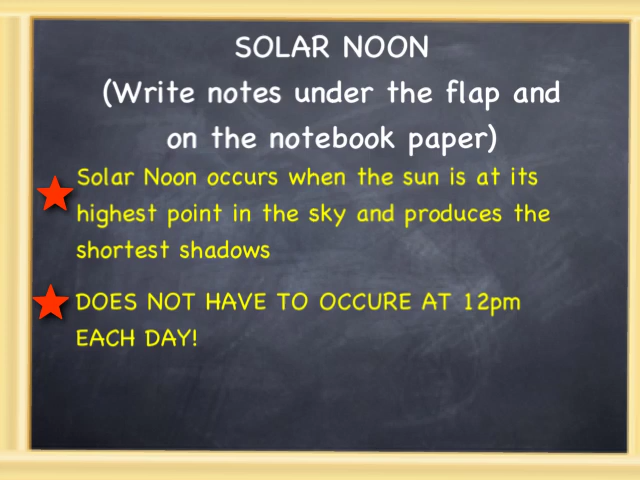 SOLAR NOON
(Write notes under the flap and
on the notebook paper)
Solar Noon occurs when the sun is at its
highest point in the sky and produces the
shortest shadows
DOES NOT HAVE TO OCCURE AT 12pm
EACH DAY!